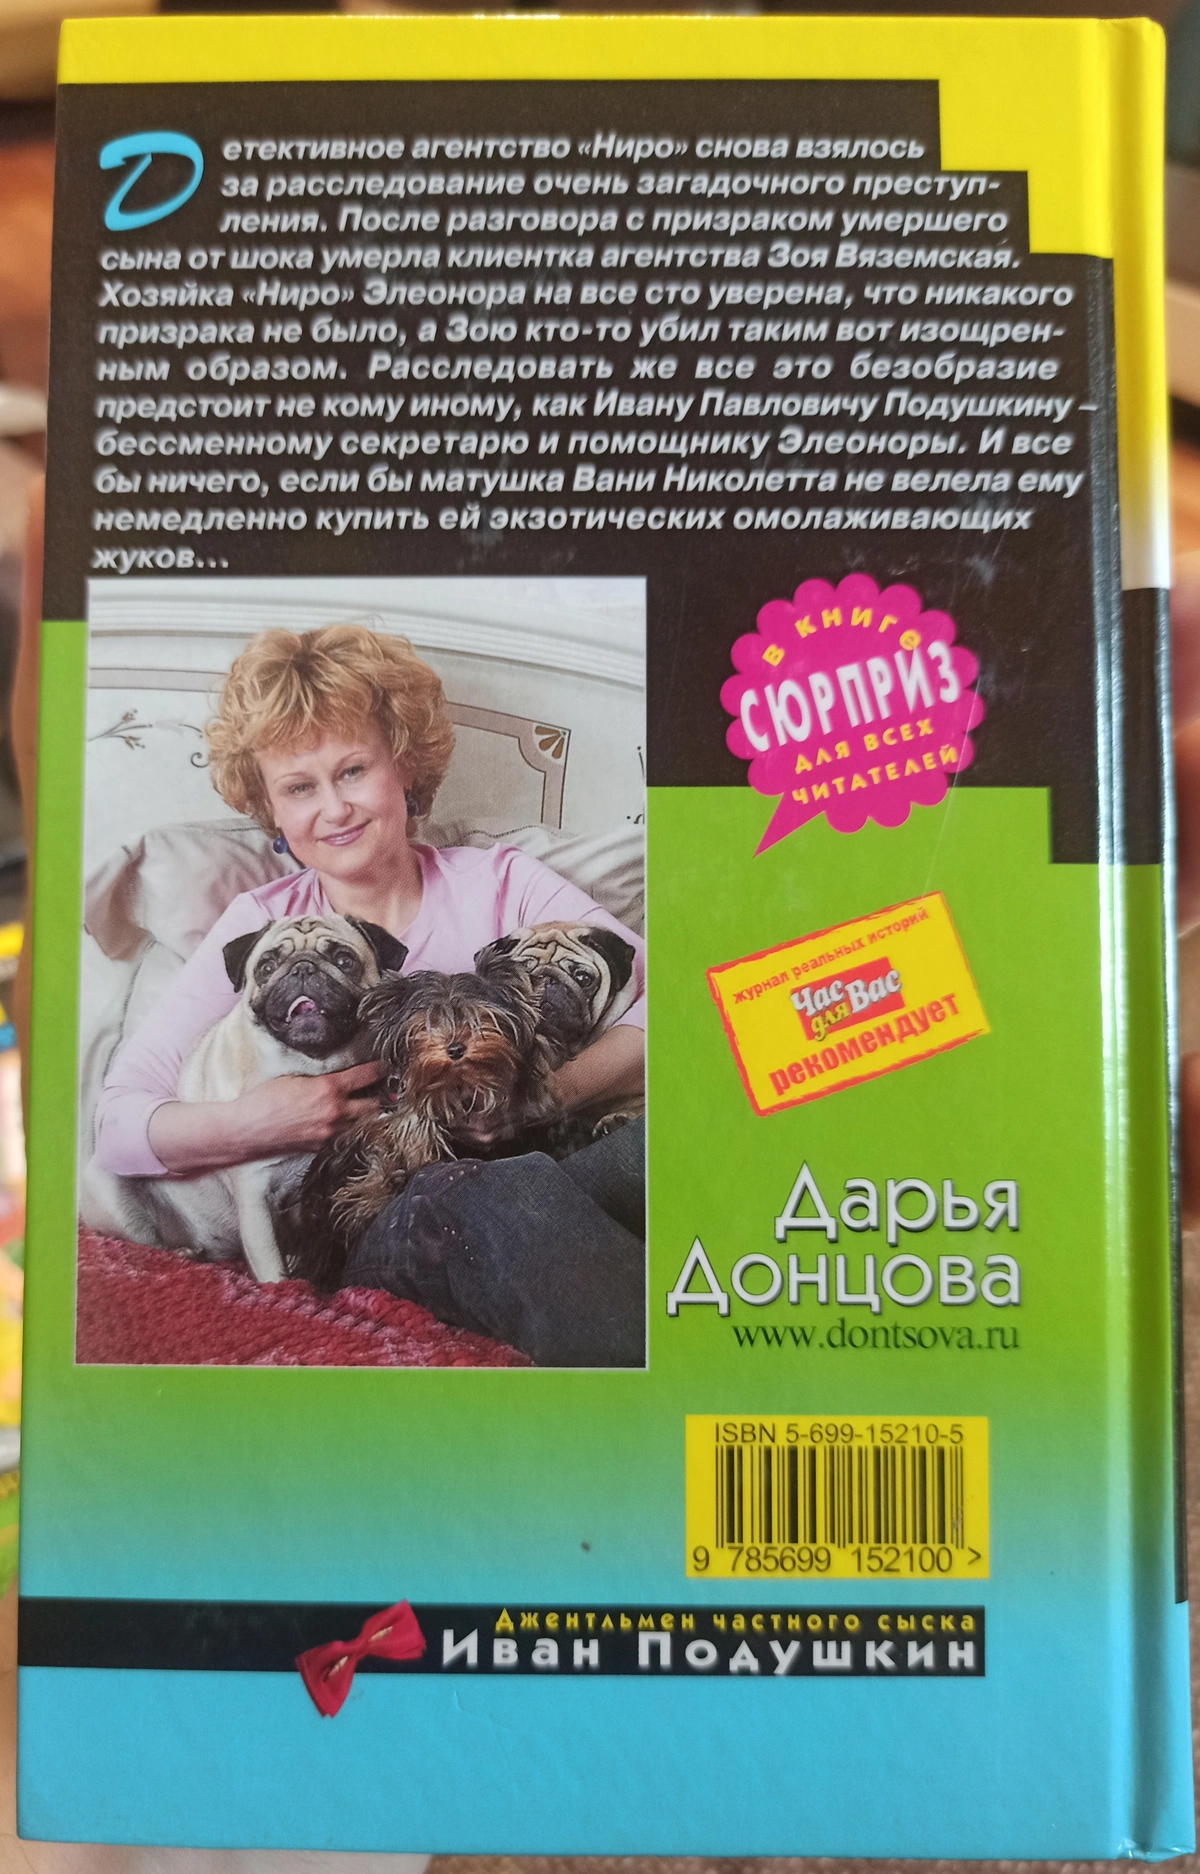 Детективное агентство «Ниро» снова взялось
за расследование очень загадочного преступ-
ления. После разговора с призраком умершего
сына от шока умерла клиентка агентства Зоя Вяземская.
Хозяйка «Ниро» Элеонора на все сто уверена, что никакого
призрака не было, а Зою кто-то убил таким вот изощрен-
ным образом. Расследовать же все это безобразие
предстоит не кому иному, как Ивану Павловичу Подушкину –
бессменному секретарю и помощнику Элеоноры. И все
бы ничего, если бы матушка Вани Николетта не велела ему
немедленно купить ей экзотических омолаживающих
жуков...
В КНИГЕ
СЮРПРИЗ
ДЛЯ ВСЕХ
ЧИТАТЕЛЕЙ
журнал реальных историй
Час
для Вас
рекомендует
Дарья
Донцова
www.dontsova.ru
ISBN 5-699-15210-5
9 785699 152100 >
Джентльмен частного сыска
Иван Подушкин